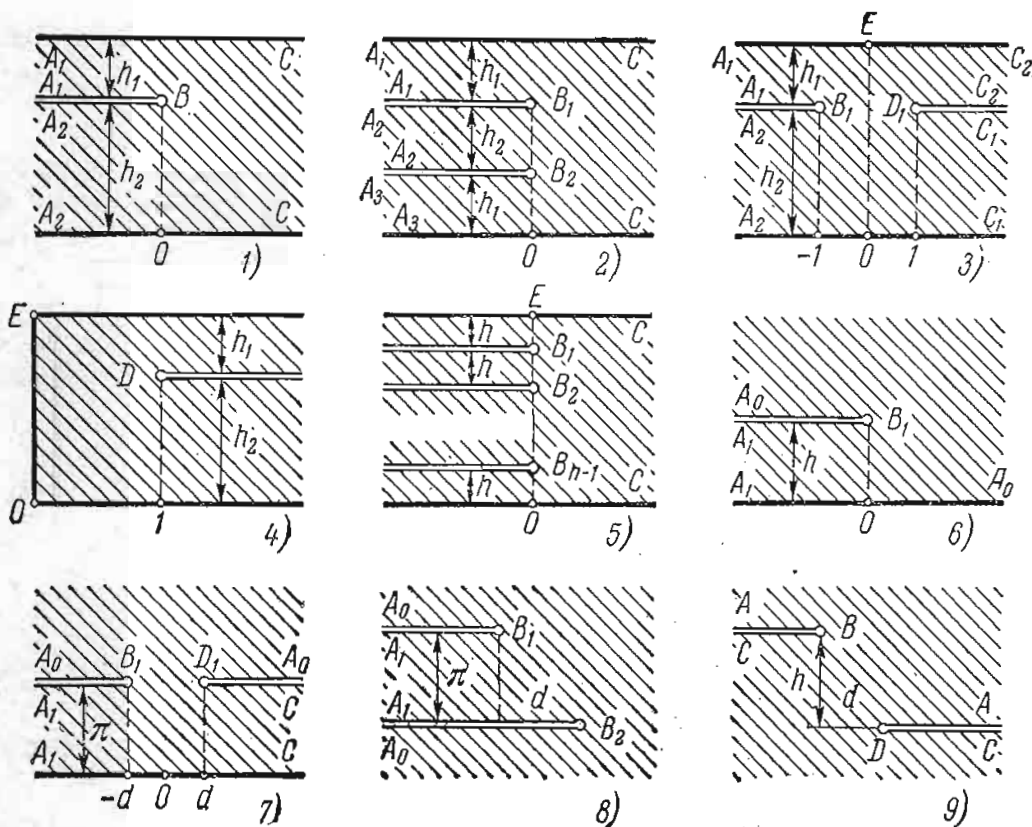 A₁ h₁ C
A₁ B
A₂ h₂
A₂ C
0 1)
A₁ h₁ C
A₁ B₁
A₂ h₂
A₂ B₂
A₃ h₁
A₃ C
0 2)
E
A₁ h₁ C₂
A₁ B₁ D₁ C₂
A₂ C₁
h₂
A₂ C₁
-1 0 1 3)
E
h₁
D
h₂
0 1 4)
E
h C
B₁
h
B₂
Bₙ₋₁
h C
0 5)
A₀ B₁
A₁ h
A₁ A₀
0 6)
A₀ B₁ D₁ A₀
A₁ π C
A₁ C
-d 0 d 7)
A₀ B₁
A₁ π
A₁ d B₂
A₀
8)
A B
C h
d A
D C
9)